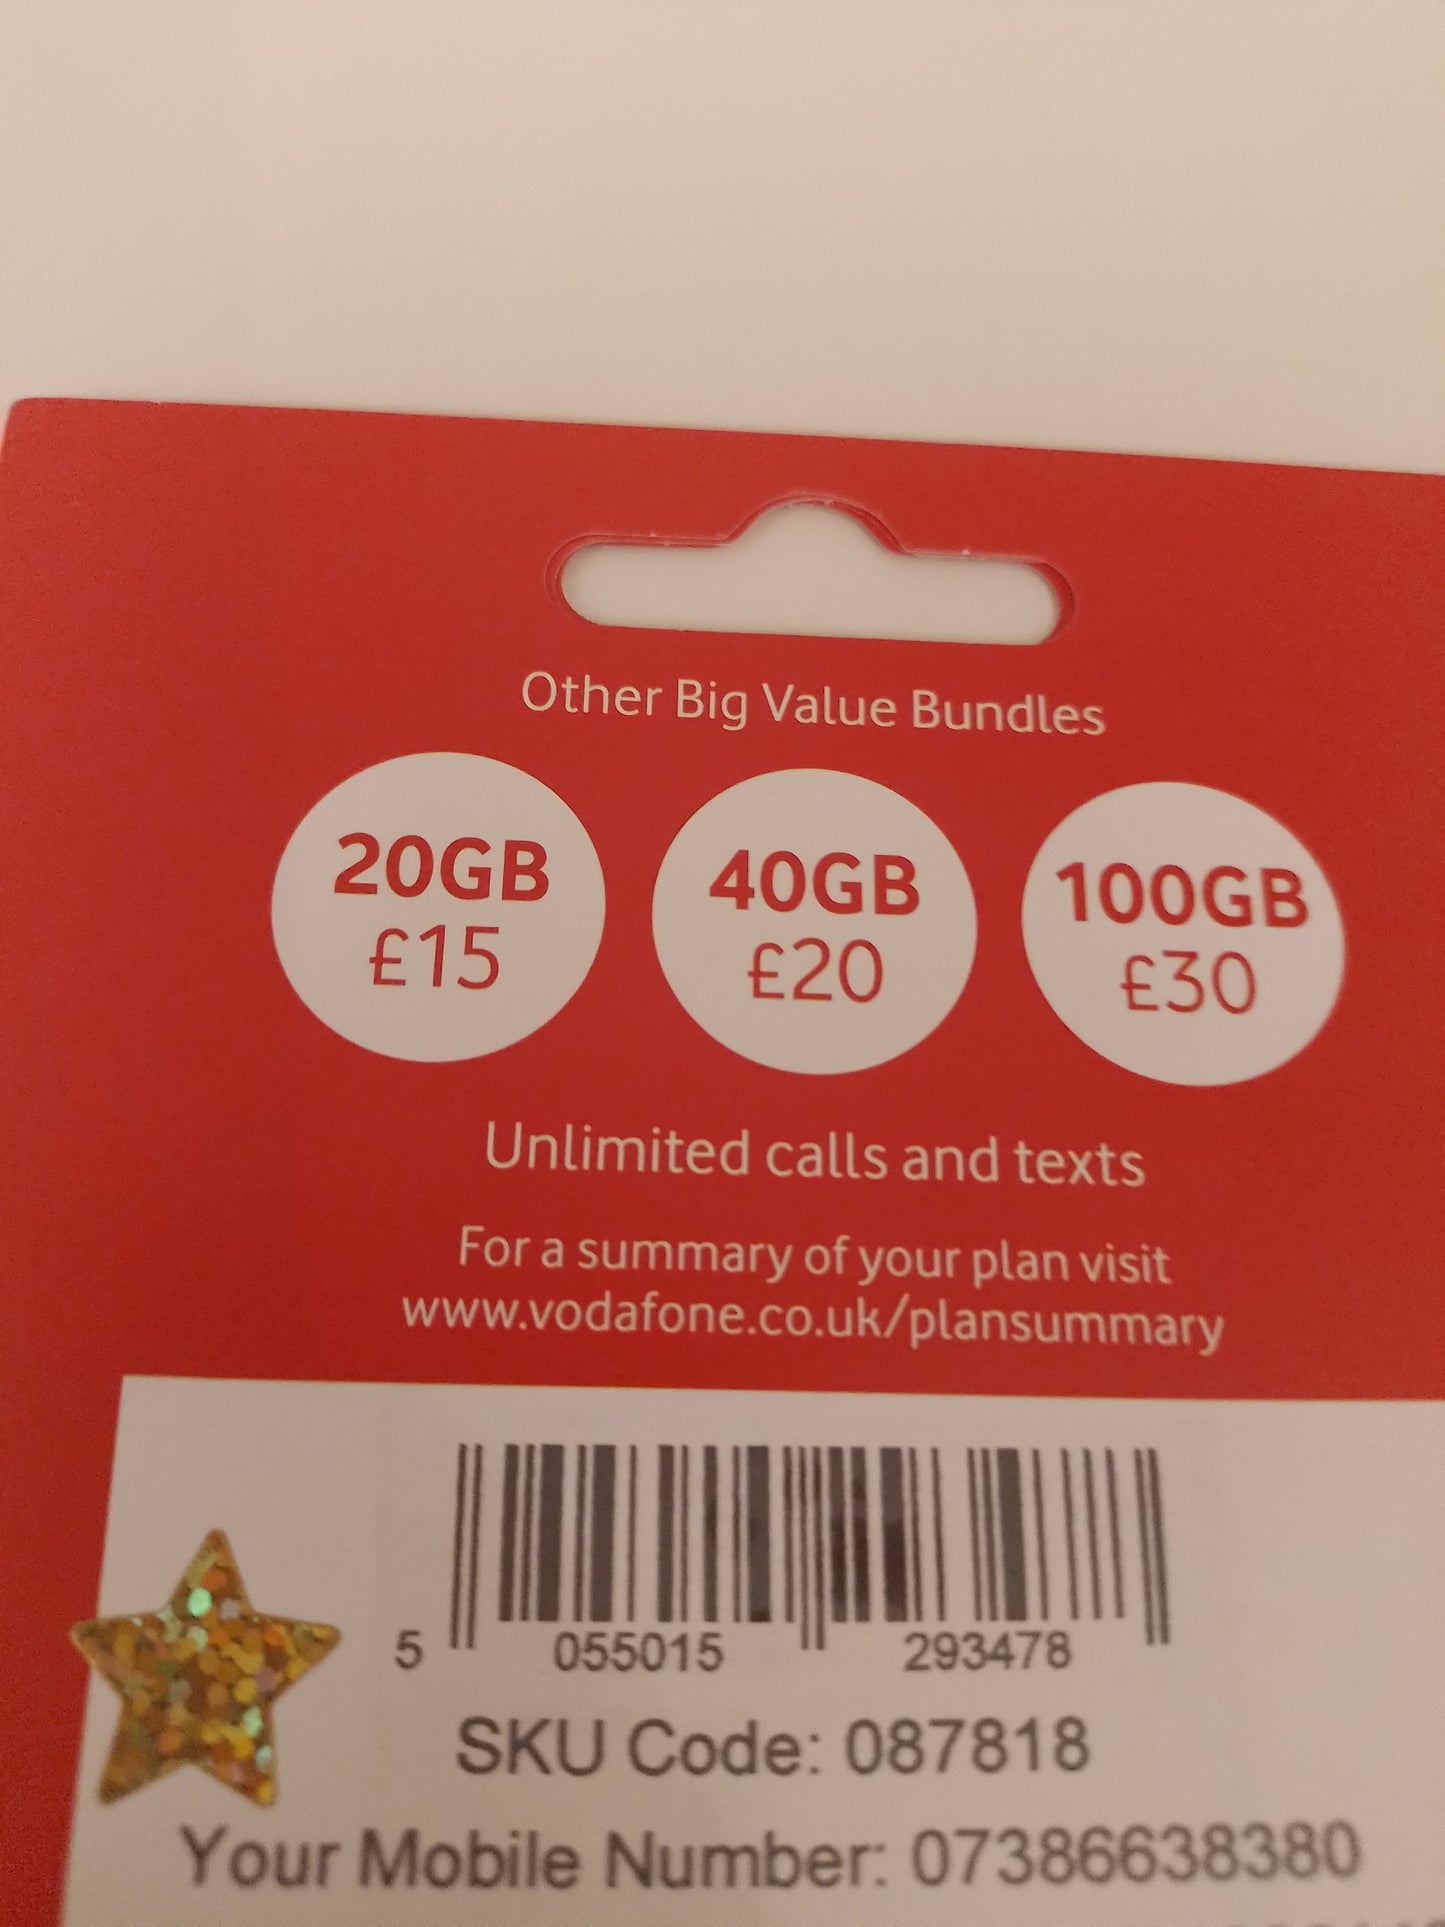 Other Big Value Bundles
20GB 40GB 100GB
£15 £20 £30
Unlimited calls and texts
For a summary of your plan visit
www.vodafone.co.uk/plansummary
5 055015 293478
SKU Code: 087818
Your Mobile Number: 07386638380